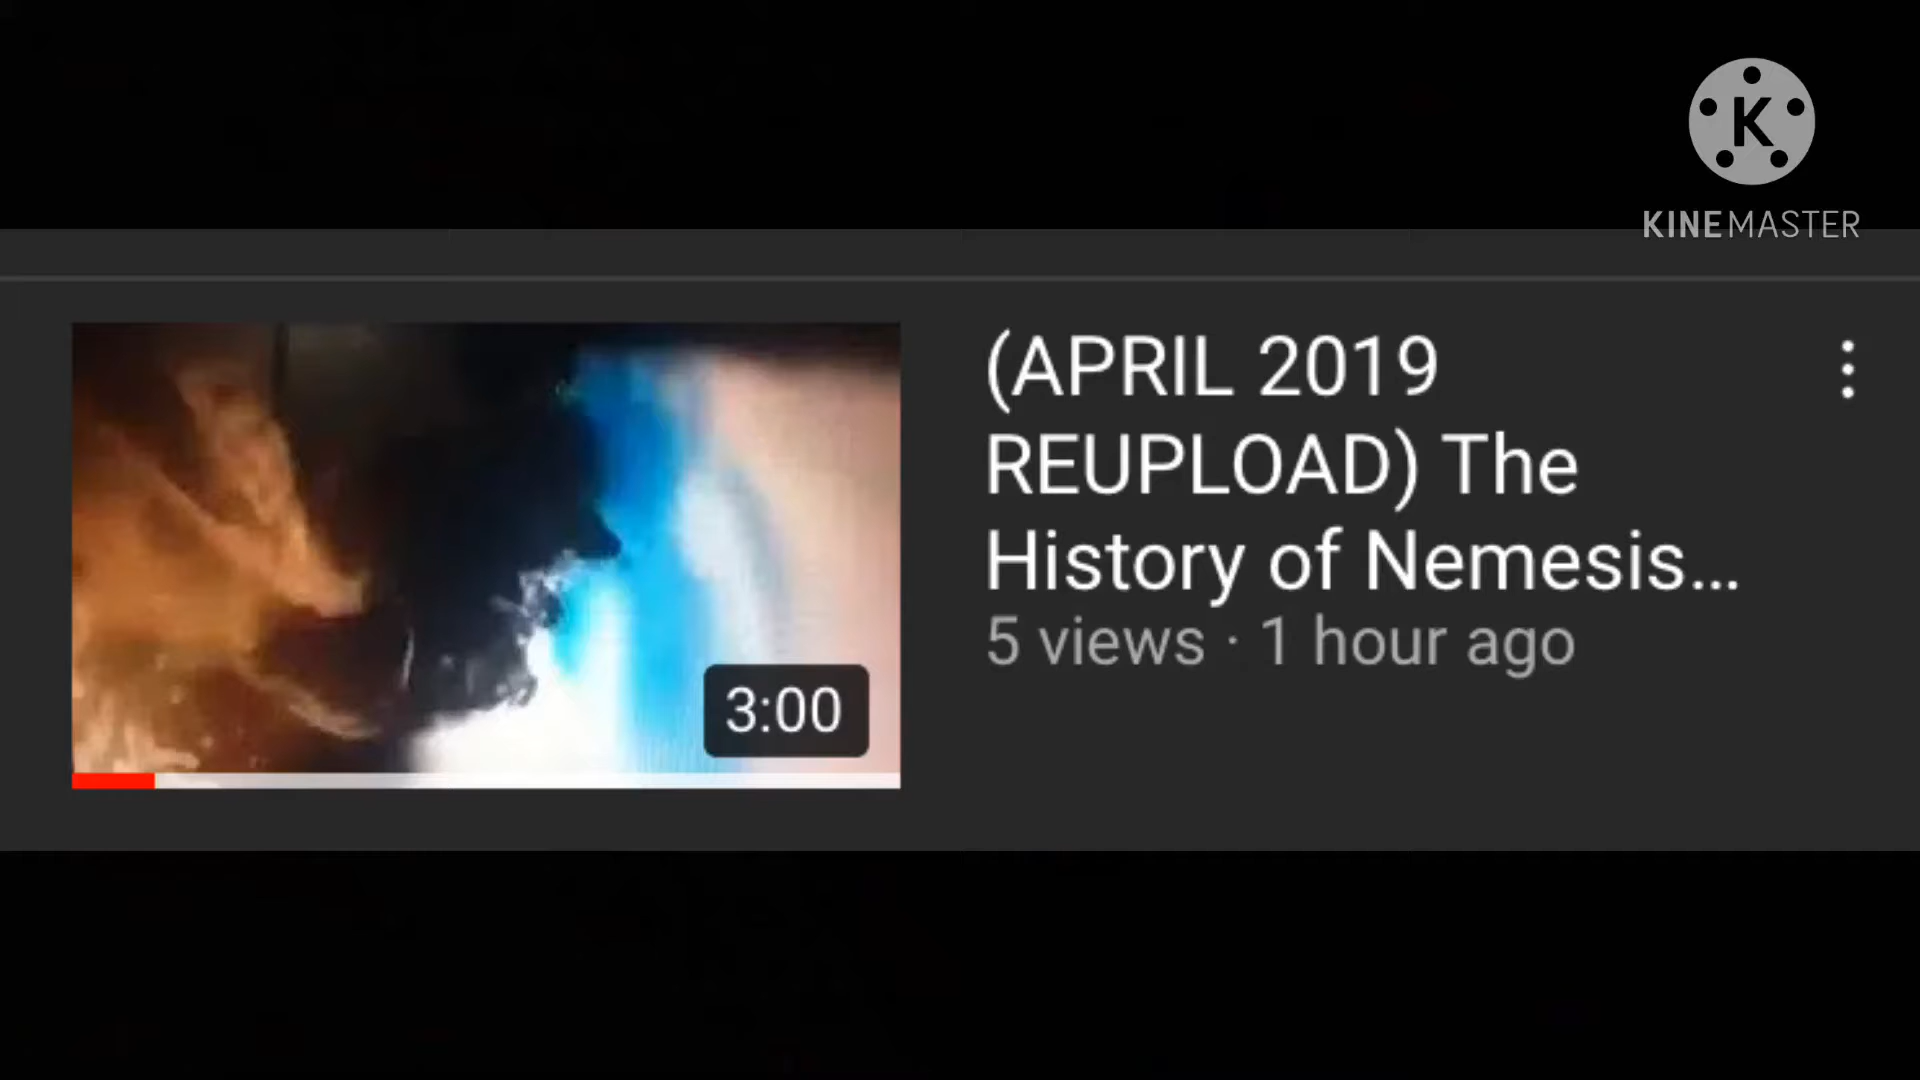 K
KINEMASTER
(APRIL 2019
REUPLOAD) The
History of Nemesis...
5 views · 1 hour ago
3:00